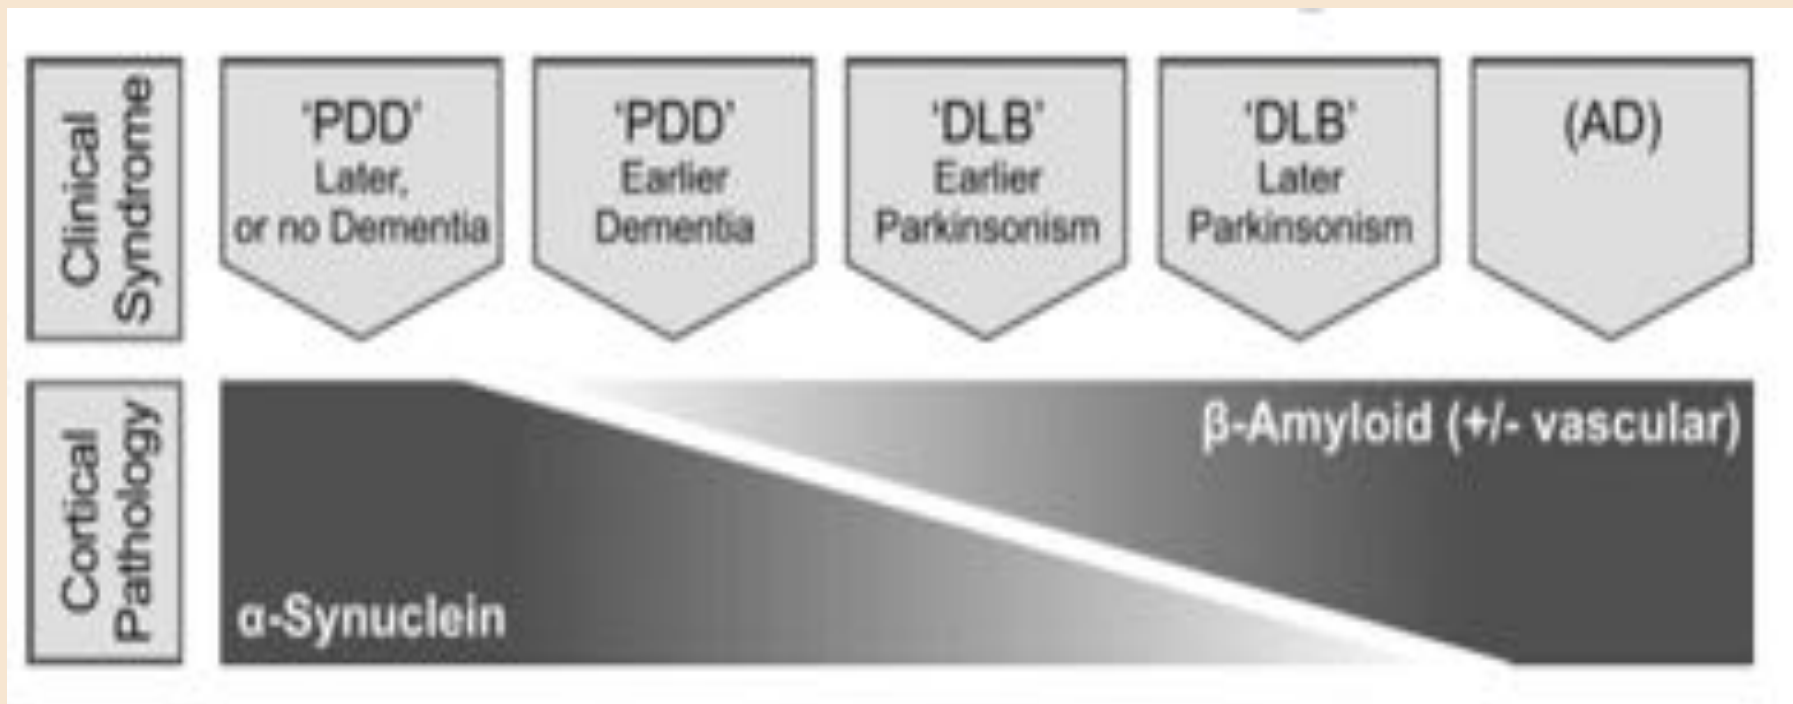 Clinical
Syndrome
'PDD'
Later,
or no Dementia
'PDD'
Earlier
Dementia
'DLB'
Earlier
Parkinsonism
'DLB'
Later
Parkinsonism
(AD)
Cortical
Pathology
β-Amyloid (+/- vascular)
α-Synuclein